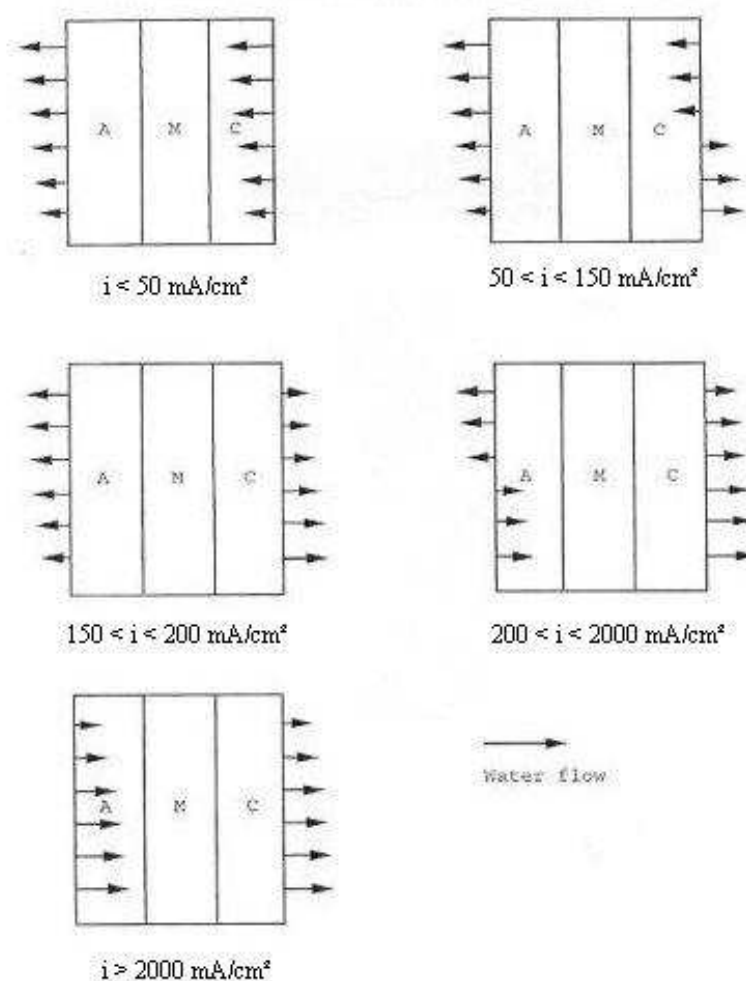 A M C
A M C
i < 50 mA/cm²
50 < i < 150 mA/cm²
A M C
A M C
150 < i < 200 mA/cm²
200 < i < 2000 mA/cm²
A M C
Water flow
i > 2000 mA/cm²